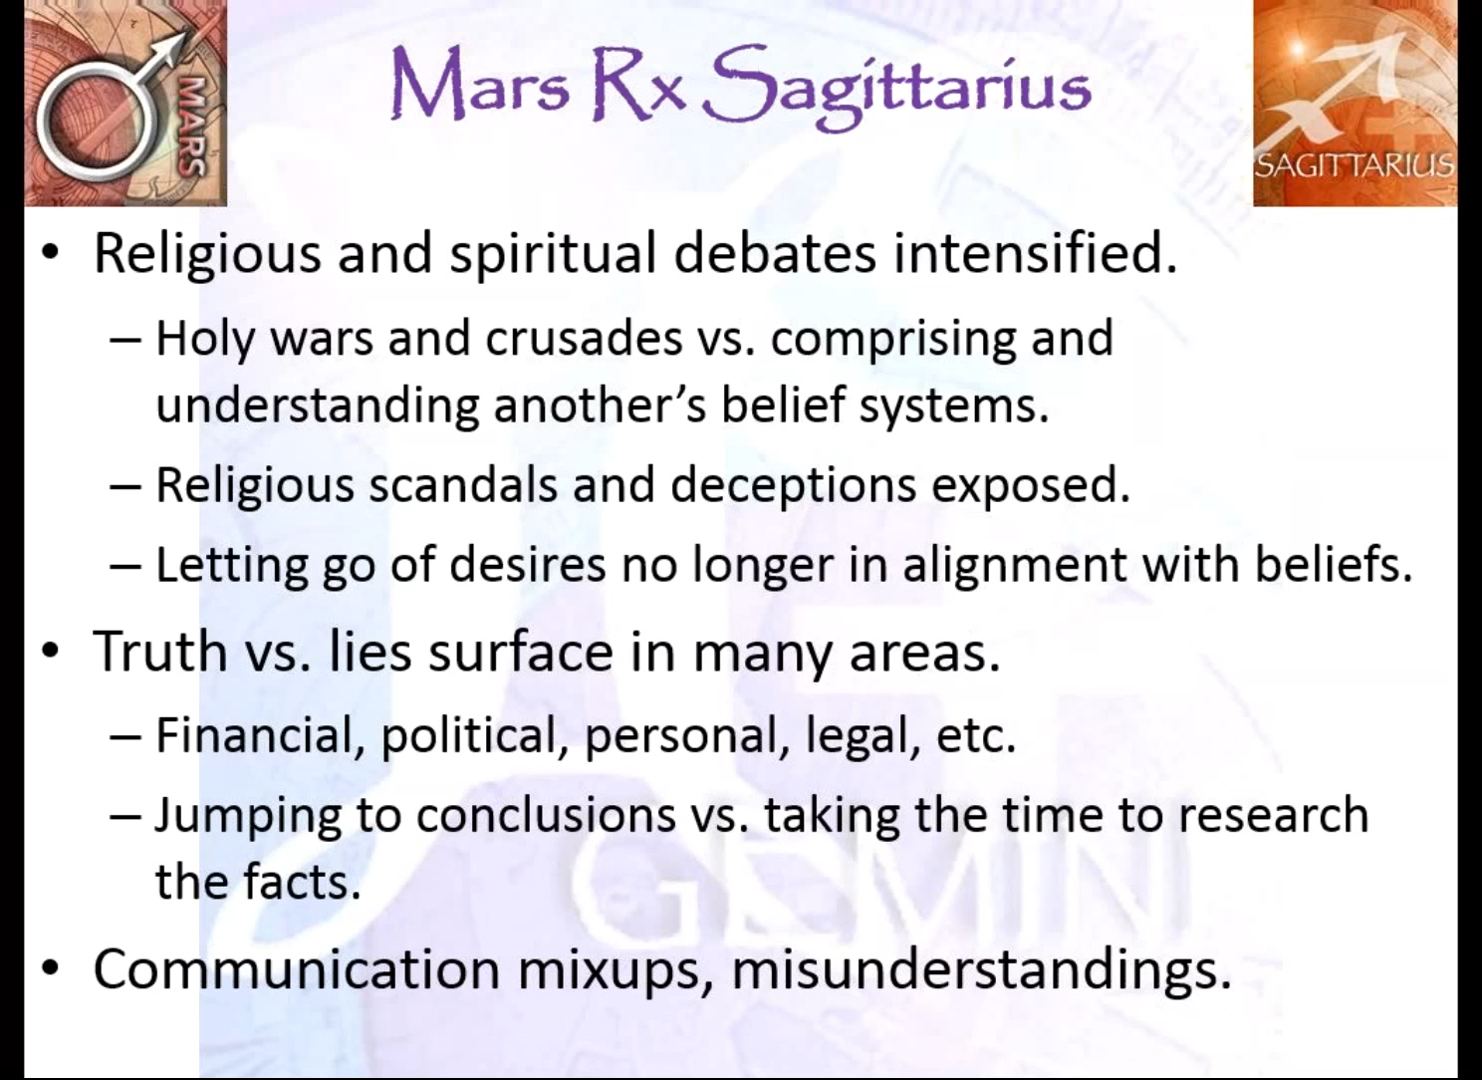 MARS
Mars Rx Sagittarius
SAGITTARIUS
• Religious and spiritual debates intensified.
– Holy wars and crusades vs. comprising and
understanding another’s belief systems.
– Religious scandals and deceptions exposed.
– Letting go of desires no longer in alignment with beliefs.
• Truth vs. lies surface in many areas.
– Financial, political, personal, legal, etc.
– Jumping to conclusions vs. taking the time to research
the facts.
GEMINI
• Communication mixups, misunderstandings.